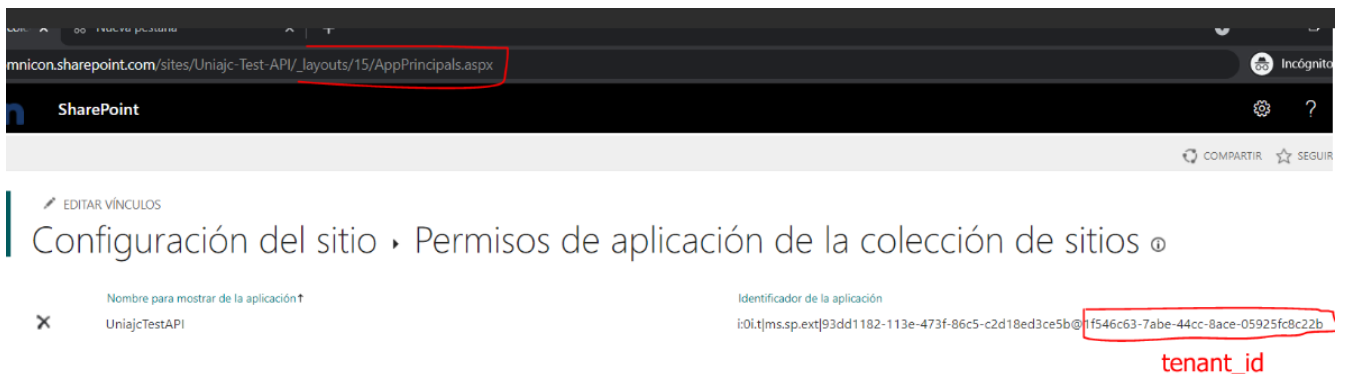 Nueva pestaña
mnicon.sharepoint.com/sites/Uniajc-Test-API/_layouts/15/AppPrincipals.aspx
Incógnito
SharePoint
?
COMPARTIR
SEGUIR
EDITAR VÍNCULOS
Configuración del sitio › Permisos de aplicación de la colección de sitios
Nombre para mostrar de la aplicación↑
Identificador de la aplicación
UniajcTestAPI
i:0i.t|ms.sp.ext|93dd1182-113e-473f-86c5-c2d18ed3ce5b@1f546c63-7abe-44cc-8ace-05925fc8c22b
tenant_id